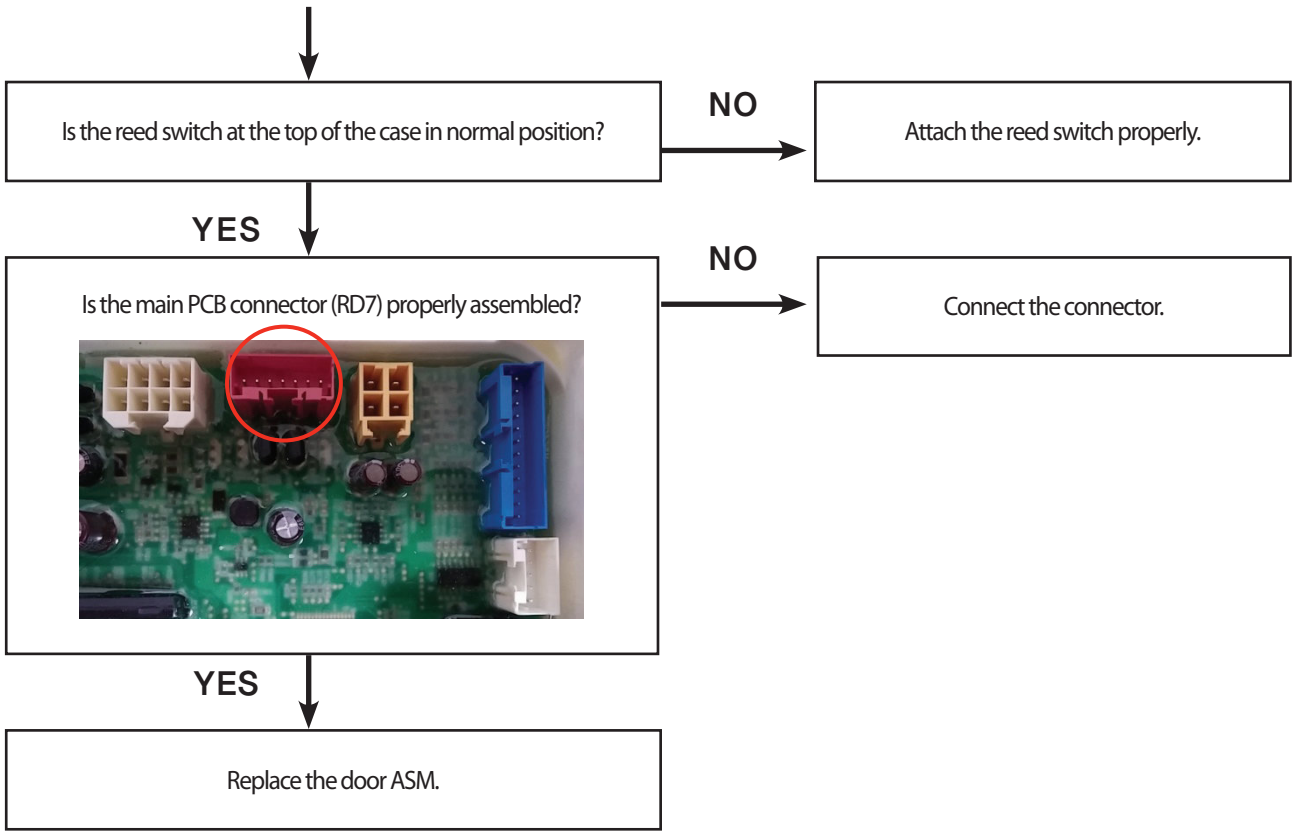 Is the reed switch at the top of the case in normal position?
NO
Attach the reed switch properly.
YES
Is the main PCB connector (RD7) properly assembled?
NO
Connect the connector.
YES
Replace the door ASM.